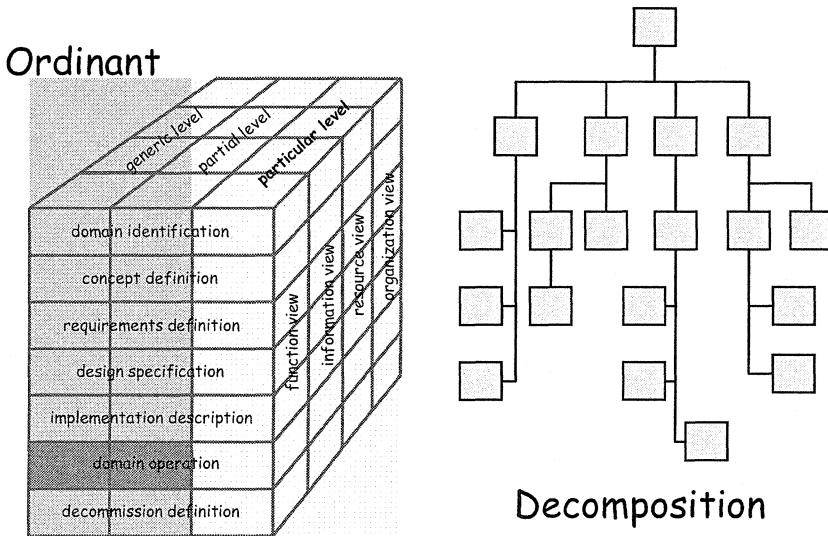 Ordinant
generic level
partial level
particular level
domain identification
concept definition
requirements definition
design specification
implementation description
domain operation
decommission definition
function view
information view
resource view
organization view
Decomposition